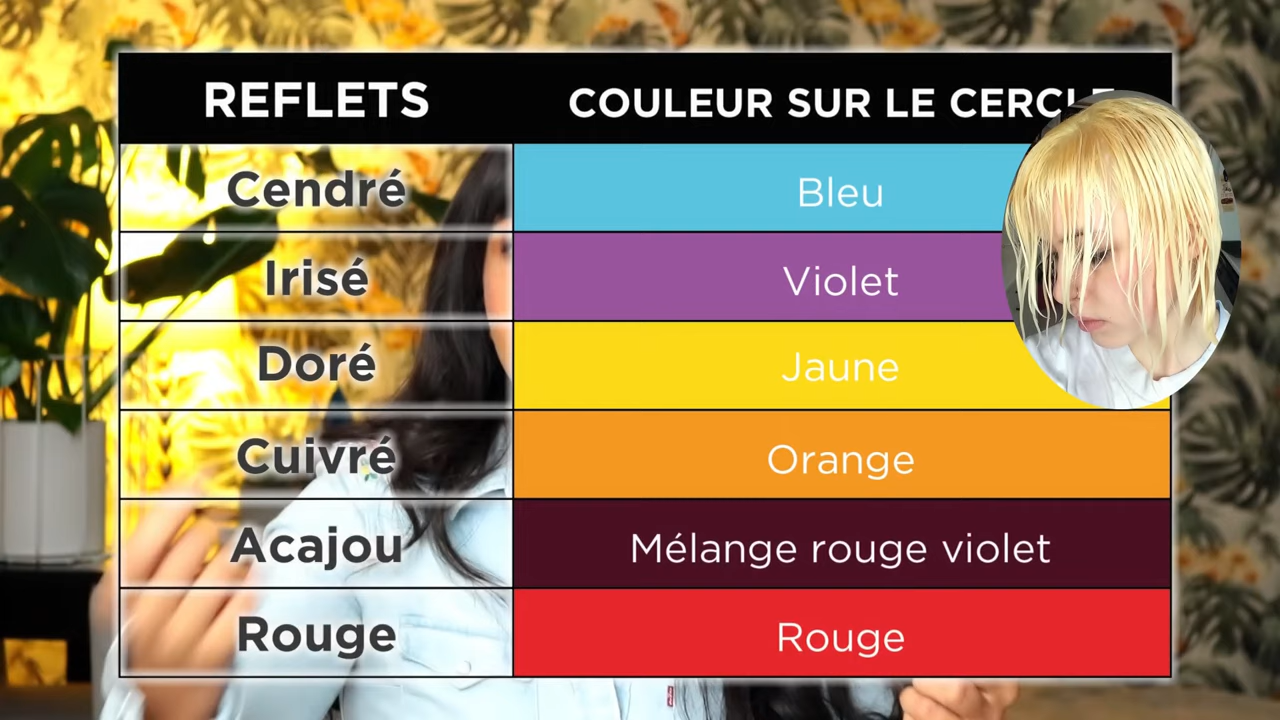 REFLETS COULEUR SUR LE CERCLE
Cendré Bleu
Irisé Violet
Doré Jaune
Cuivré Orange
Acajou Mélange rouge violet
Rouge Rouge